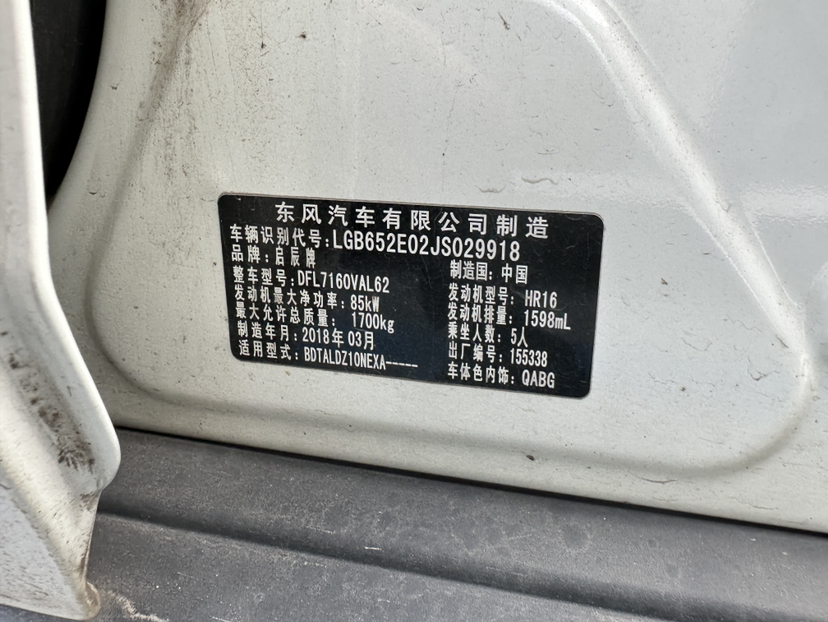 东风汽车有限公司制造
车辆识别代号:LGB652E02JS029918
品牌:启辰牌 制造国:中国
整车型号:DFL7160VAL62 发动机型号:HR16
发动机最大净功率:85kW 发动机排量:1598mL
最大允许总质量: 1700kg 乘坐人数:5人
制造年月:2018年03月 出厂编号:155338
适用型式:BDTALDZ10NEXA----- 车体色内饰:QABG